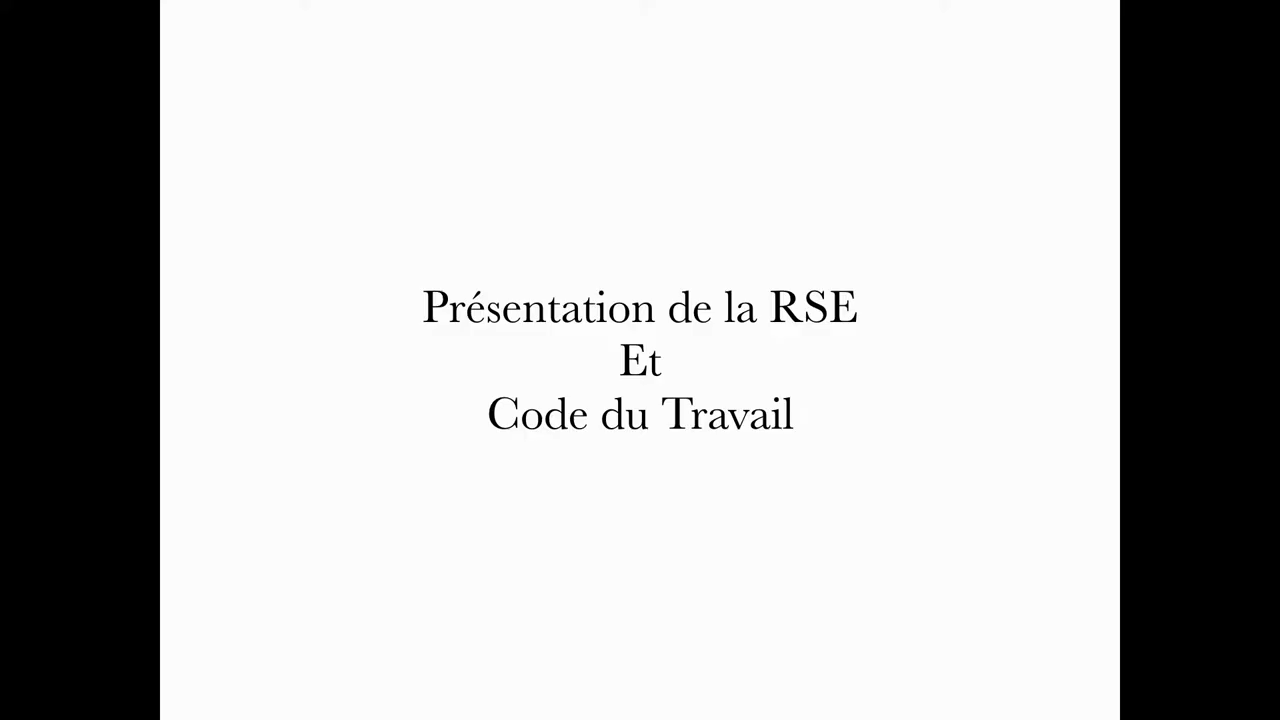 Présentation de la RSE
Et
Code du Travail